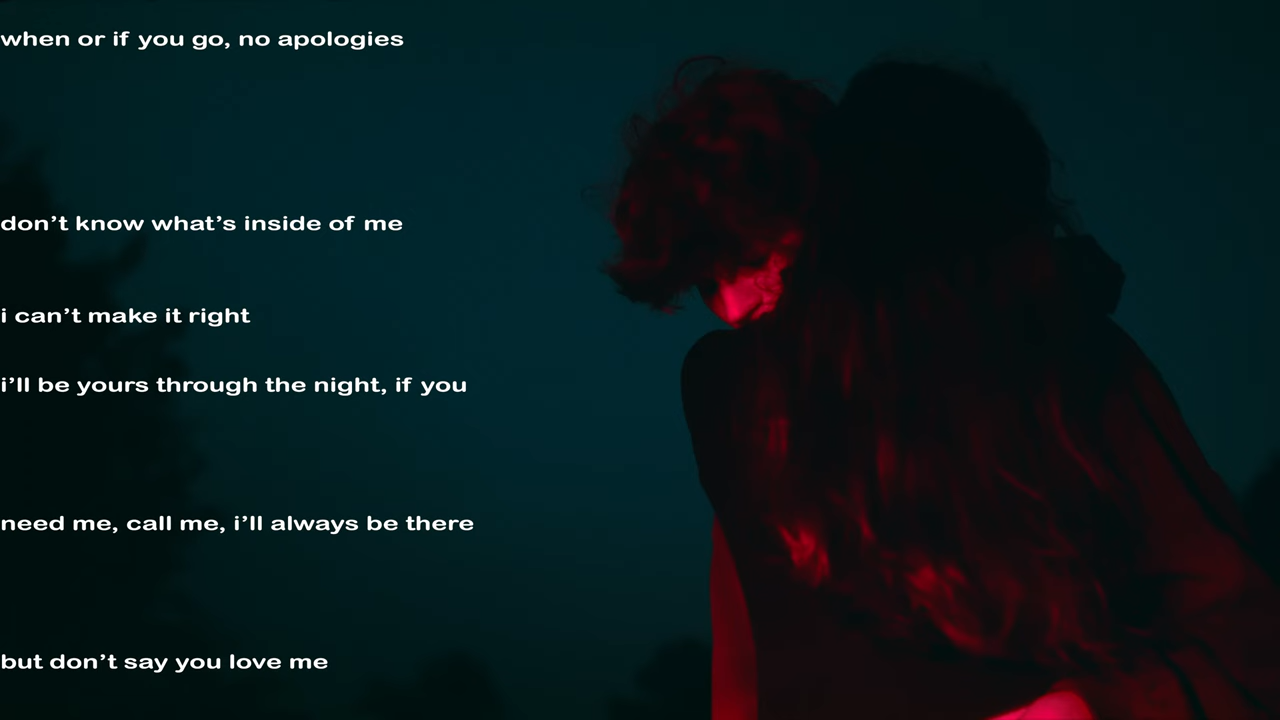 when or if you go, no apologies
don’t know what’s inside of me
i can’t make it right
i’ll be yours through the night, if you
need me, call me, i’ll always be there
but don’t say you love me